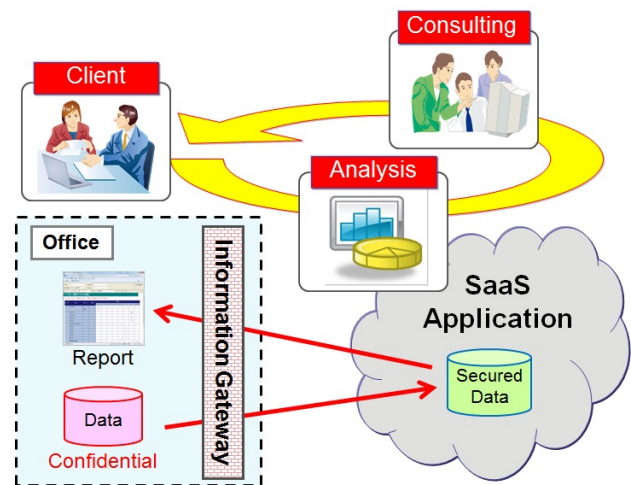 Consulting
Client
Analysis
Office
Information Gateway
SaaS
Application
Report
Secured
Data
Data
Confidential